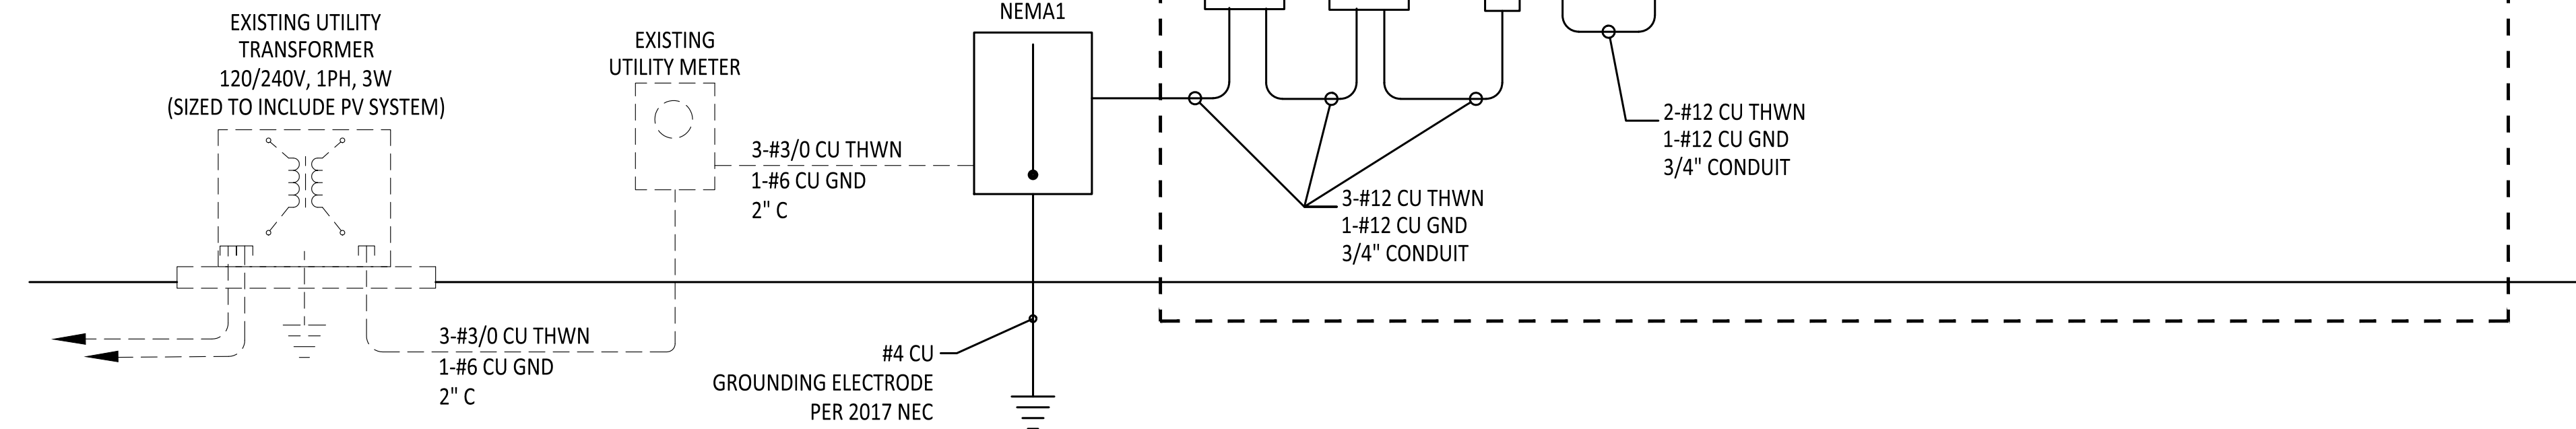 EXISTING UTILITY
TRANSFORMER
120/240V, 1PH, 3W
(SIZED TO INCLUDE PV SYSTEM)
EXISTING
UTILITY METER
NEMA1
3-#3/0 CU THWN
1-#6 CU GND
2" C
3-#3/0 CU THWN
1-#6 CU GND
2" C
#4 CU
GROUNDING ELECTRODE
PER 2017 NEC
3-#12 CU THWN
1-#12 CU GND
3/4" CONDUIT
2-#12 CU THWN
1-#12 CU GND
3/4" CONDUIT